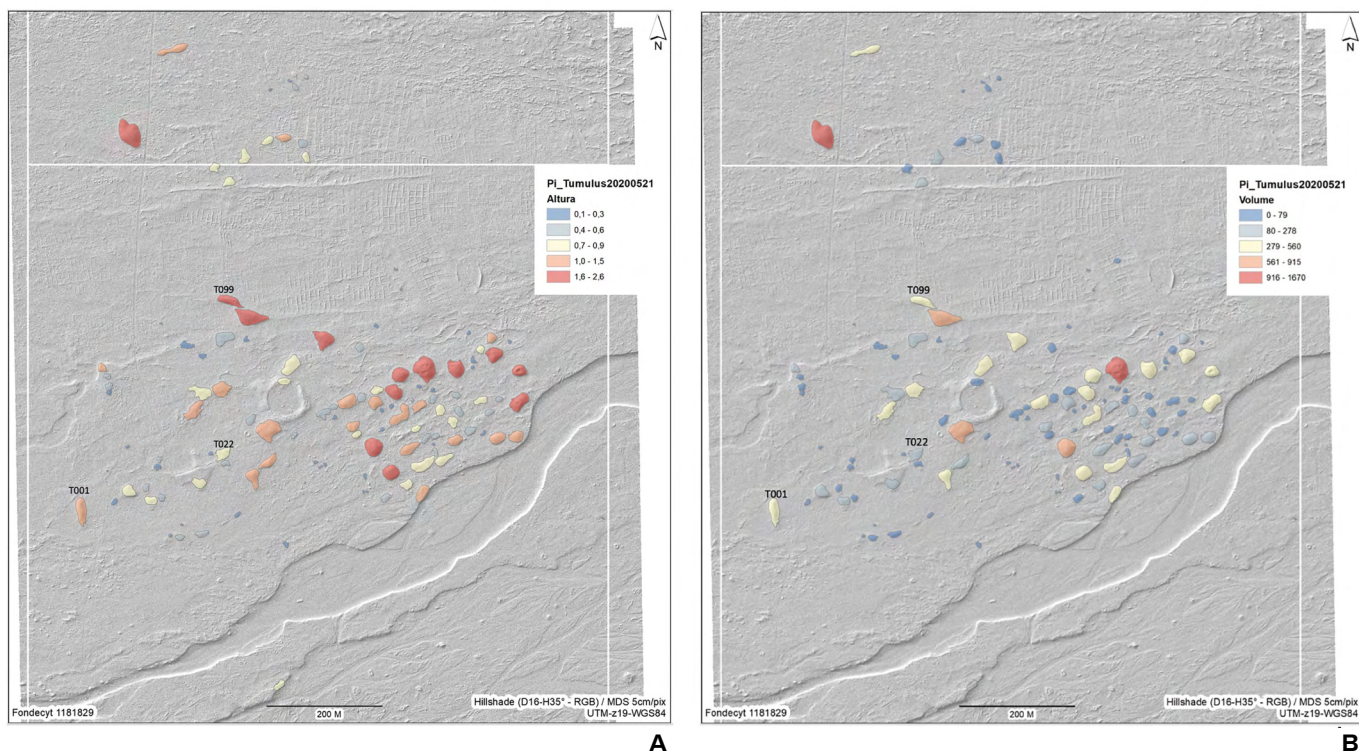 N
Pi_Tumulus20200521
Altura
0,1 - 0,3
0,4 - 0,6
0,7 - 0,9
1,0 - 1,5
1,6 - 2,6
T099
T022
T001
200 M
Fondecyt 1181829
Hillshade (D16-H35° - RGB) / MDS 5cm/pix
UTM-z19-WGS84
A
N
Pi_Tumulus20200521
Volume
0 - 79
80 - 278
279 - 560
561 - 915
916 - 1670
T099
T022
T001
200 M
Fondecyt 1181829
Hillshade (D16-H35° - RGB) / MDS 5cm/pix
UTM-z19-WGS84
B